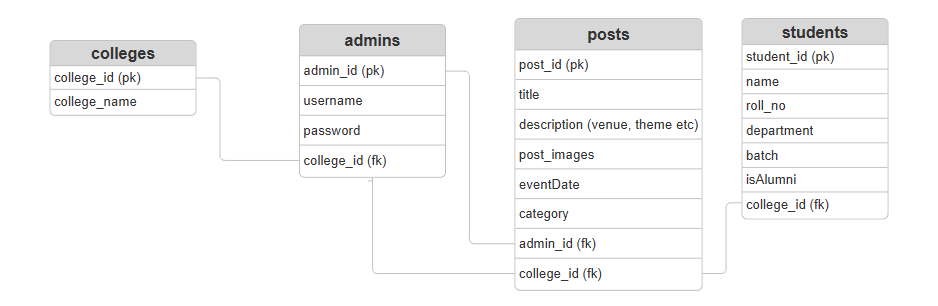 colleges
college_id (pk)
college_name
admins
admin_id (pk)
username
password
college_id (fk)
posts
post_id (pk)
title
description (venue, theme etc)
post_images
eventDate
category
admin_id (fk)
college_id (fk)
students
student_id (pk)
name
roll_no
department
batch
isAlumni
college_id (fk)